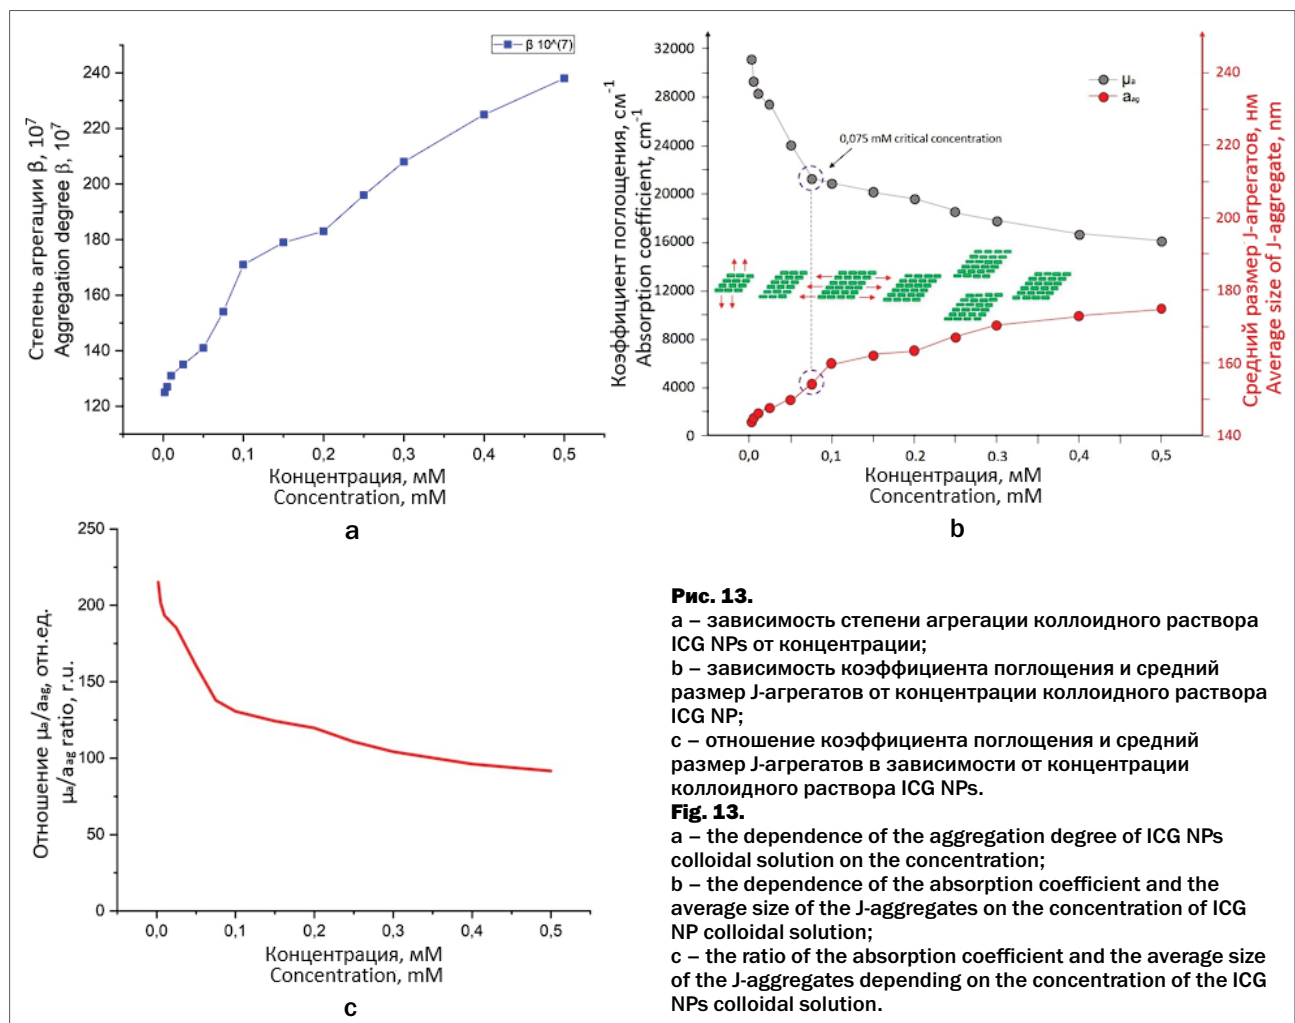 β 10^(7)
240
220
200
180
160
140
120
Степень агрегации β, 10⁷
Aggregation degree β, 10⁷
0,0 0,1 0,2 0,3 0,4 0,5
Концентрация, мМ
Concentration, mM
a
32000
28000
24000
20000
16000
12000
8000
4000
0
Коэффициент поглощения, см⁻¹
Absorption coefficient, cm⁻¹
μₐ
aₐg
0,075 mM critical concentration
240
220
200
180
160
140
Средний размер J-агрегатов, нм
Average size of J-aggregate, nm
0,0 0,1 0.2 0.3 0,4 0,5
Концентрация, мМ
Concentration, mM
b
250
200
150
100
50
0
Отношение μₐ/aₐg, отн.ед.
μₐ/aₐg ratio, r.u.
0,0 0,1 0,2 0,3 0,4 0,5
Концентрация, мМ
Concentration, mM
c
Рис. 13.
a – зависимость степени агрегации коллоидного раствора
ICG NPs от концентрации;
b – зависимость коэффициента поглощения и средний
размер J-агрегатов от концентрации коллоидного раствора
ICG NP;
c – отношение коэффициента поглощения и средний
размер J-агрегатов в зависимости от концентрации
коллоидного раствора ICG NPs.
Fig. 13.
a – the dependence of the aggregation degree of ICG NPs
colloidal solution on the concentration;
b – the dependence of the absorption coefficient and the
average size of the J-aggregates on the concentration of ICG
NP colloidal solution;
c – the ratio of the absorption coefficient and the average size
of the J-aggregates depending on the concentration of the ICG
NPs colloidal solution.